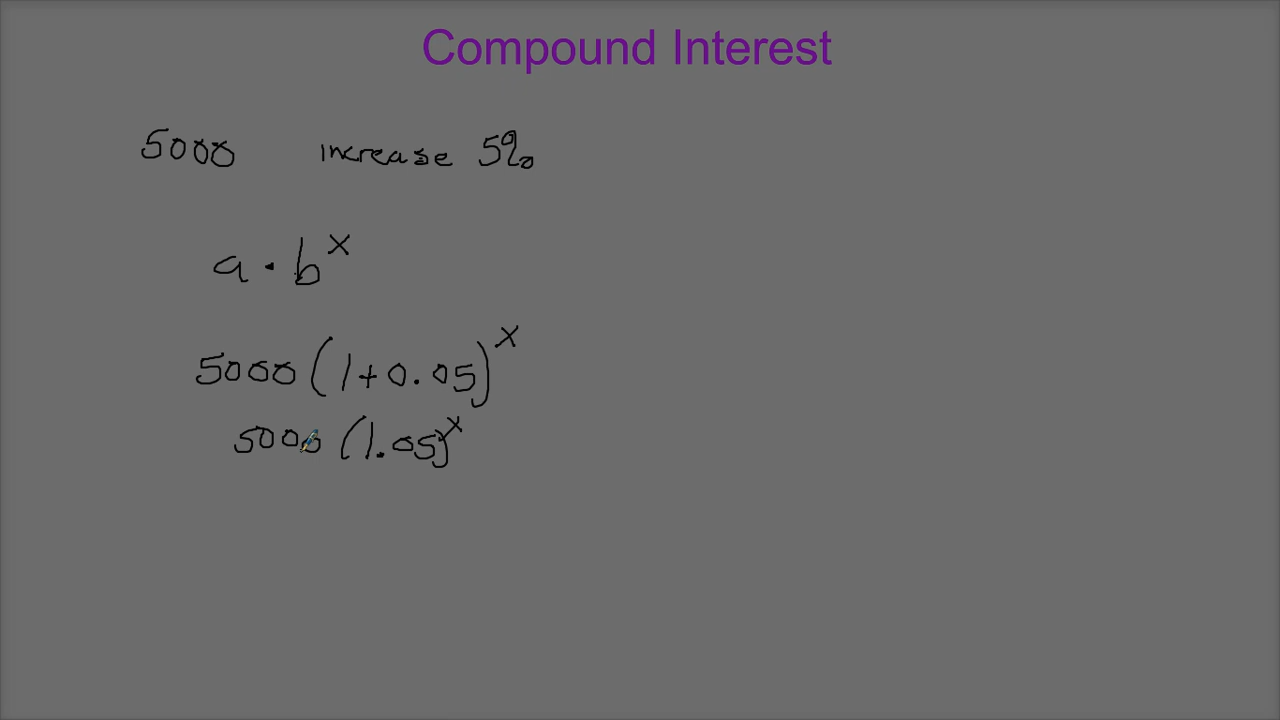 Compound Interest
5000 increase 5%
a · b^x
5000 (1+0.05)^x
5000 (1.05)^x